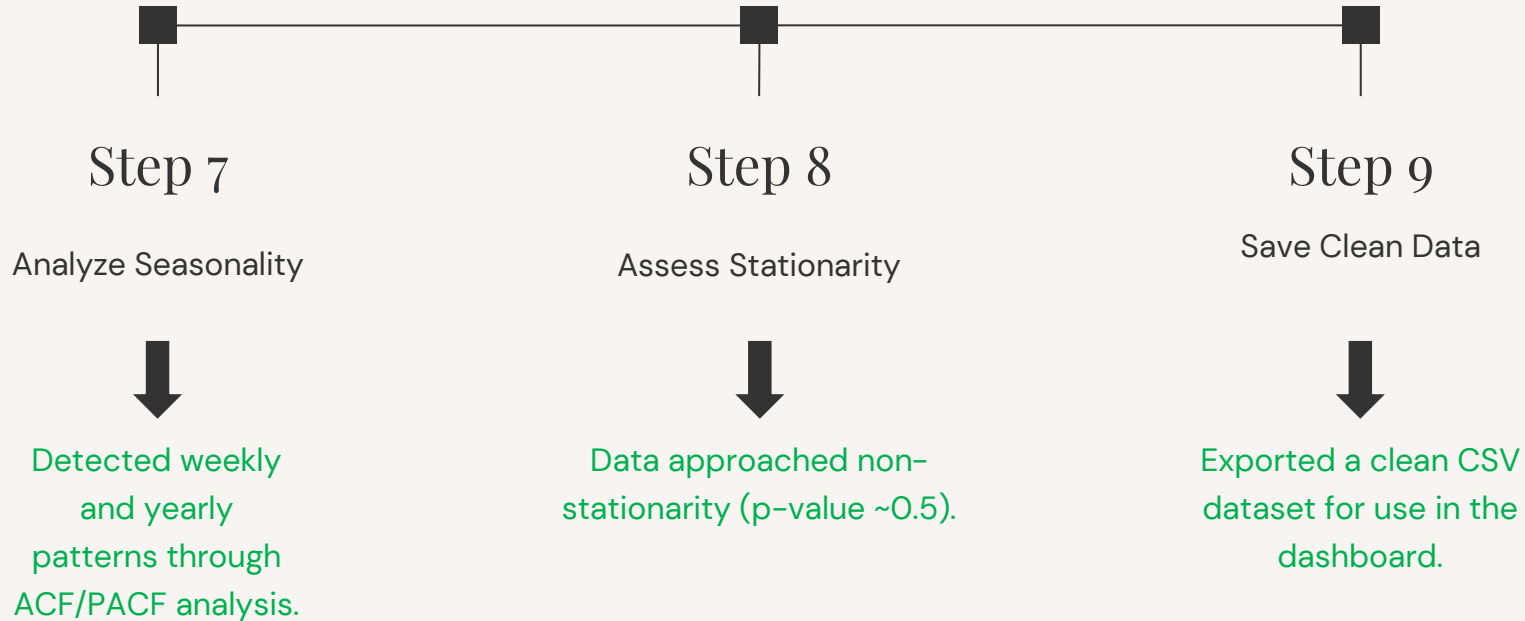 Step 7
Analyze Seasonality
Detected weekly
and yearly
patterns through
ACF/PACF analysis.
Step 8
Assess Stationarity
Data approached non-
stationarity (p-value ~0.5).
Step 9
Save Clean Data
Exported a clean CSV
dataset for use in the
dashboard.